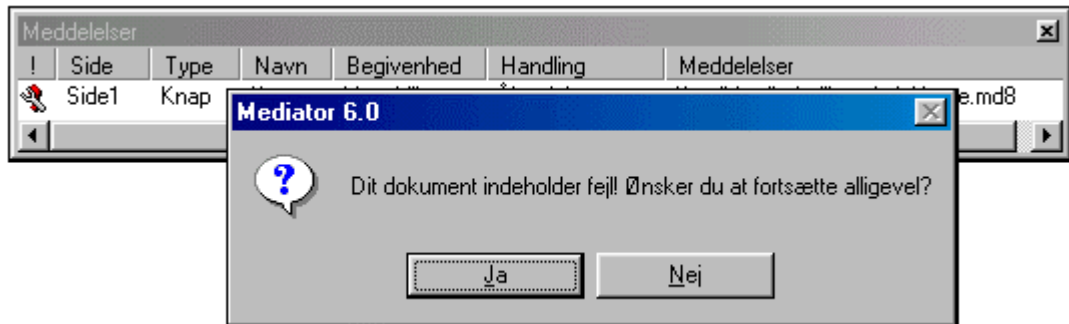 Meddelelser
! Side Type Navn Begivenhed Handling Meddelelser
Side1 Knap e.md8
Mediator 6.0
Dit dokument indeholder fejl! Ønsker du at fortsætte alligevel?
Ja Nej